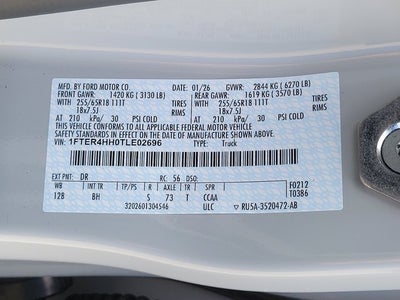 MFD. BY FORD MOTOR CO. 01/26 GVWR: 2844 KG ( 6270 LB)
FRONT GAWR: 1420 KG ( 3130 LB) REAR GAWR: 1619 KG ( 3570 LB)
WITH 255/65R18 111T TIRES WITH 255/65R18 111T TIRES
18x7.5J RIMS 18x7.5J RIMS
AT 210 kPa/ 30 PSI COLD AT 210 kPa/ 30 PSI COLD
THIS VEHICLE CONFORMS TO ALL APPLICABLE FEDERAL MOTOR VEHICLE
SAFETY STANDARDS IN EFFECT ON THE DATE OF MANUFACTURE SHOWN ABOVE.
VIN: 1FTER4HH0TLE02696 TYPE: Truck
EXT PNT: DR RC: 56 DSO: F0212
WB INT TR TP/PS R AXLE TR SPR T0386
128 BH S 73 T CCAA
3202601304546 ULC RU5A-3520472-AB